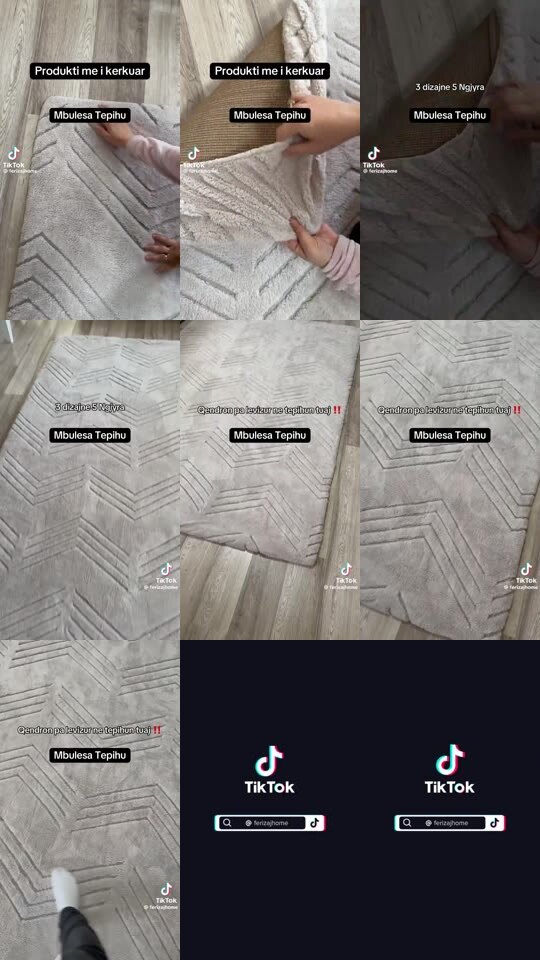 Produkti me i kerkuar
Mbulesa Tepihu
TikTok
@ferizajhome
Produkti me i kerkuar
Mbulesa Tepihu
TikTok
@ferizajhome
3 dizajne 5 Ngjyra
Mbulesa Tepihu
TikTok
@ferizajhome
3 dizajne 5 Ngjyra
Mbulesa Tepihu
TikTok
@ferizajhome
Qendron pa levizur ne tepihun tuaj ‼️
Mbulesa Tepihu
TikTok
@ferizajhome
Qendron pa levizur ne tepihun tuaj ‼️
Mbulesa Tepihu
TikTok
@ferizajhome
Qendron pa levizur ne tepihun tuaj ‼️
Mbulesa Tepihu
TikTok
@ferizajhome
TikTok
@ ferizajhome
TikTok
@ ferizajhome